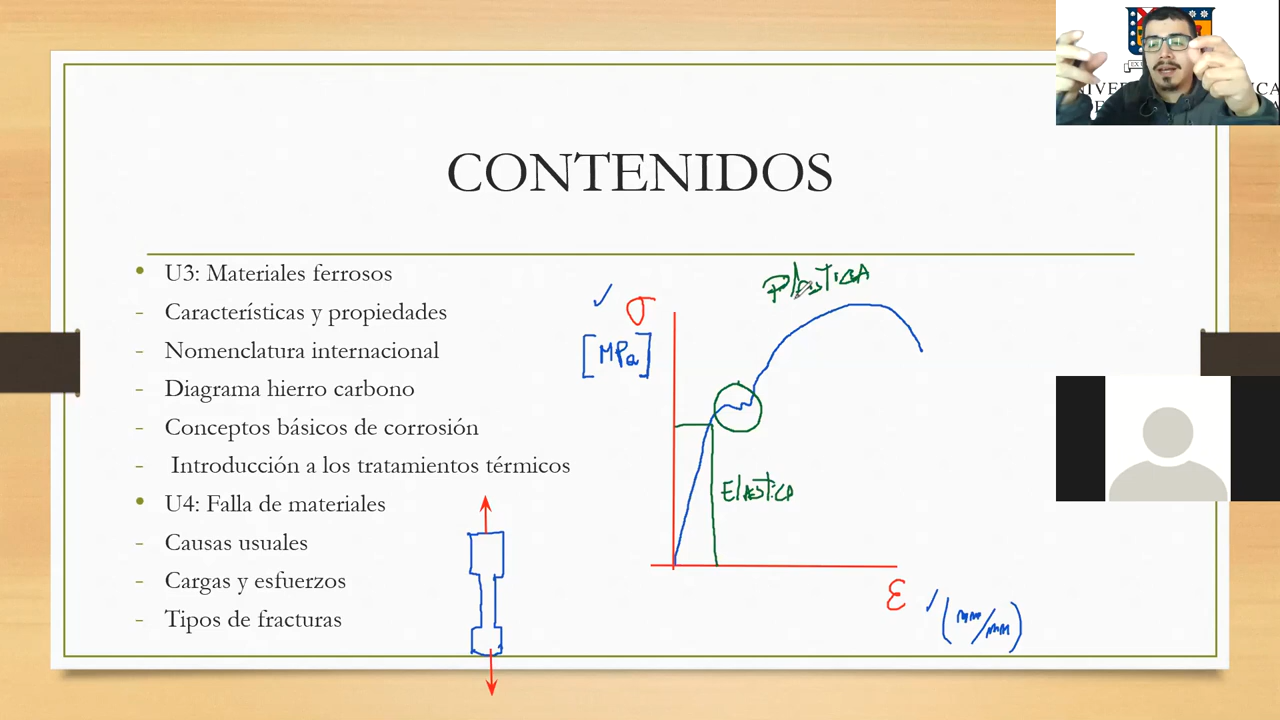 CONTENIDOS
• U3: Materiales ferrosos
- Características y propiedades
- Nomenclatura internacional
- Diagrama hierro carbono
- Conceptos básicos de corrosión
- Introducción a los tratamientos térmicos
• U4: Falla de materiales
- Causas usuales
- Cargas y esfuerzos
- Tipos de fracturas
PLASTICA
σ
[MPa]
ELASTICA
ε
(mm/mm)